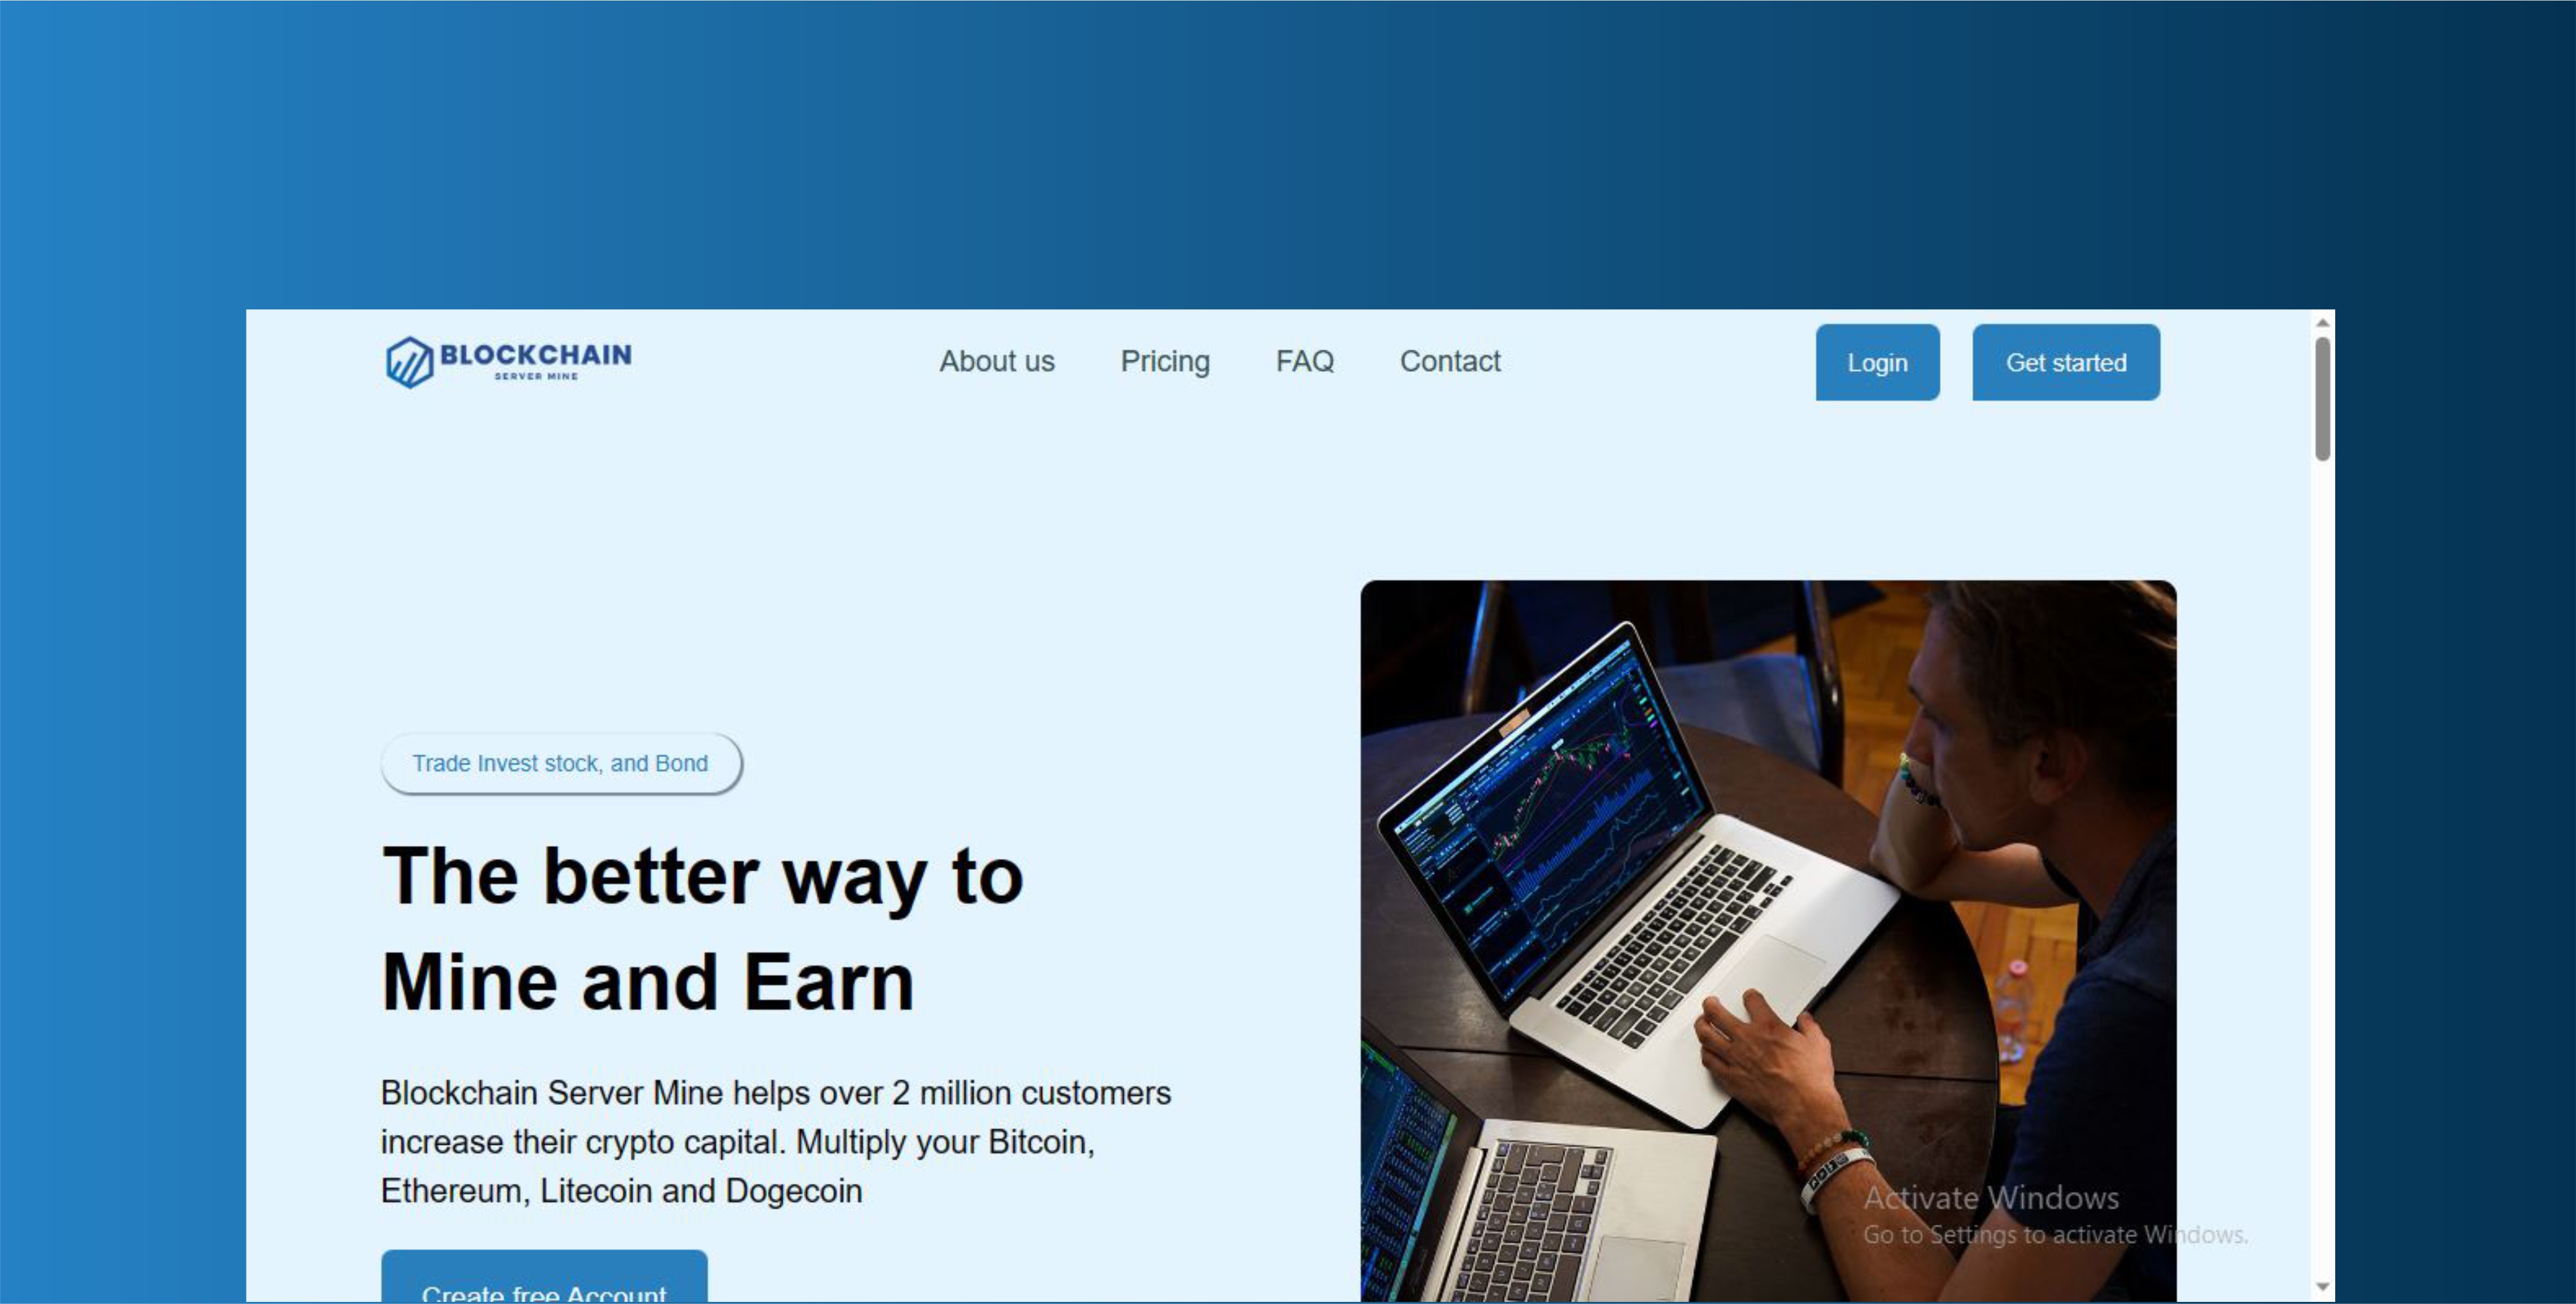 BLOCKCHAIN
SERVER MINE
About us
Pricing
FAQ
Contact
Login
Get started
Trade Invest stock, and Bond
The better way to
Mine and Earn
Blockchain Server Mine helps over 2 million customers
increase their crypto capital. Multiply your Bitcoin,
Ethereum, Litecoin and Dogecoin
Create free Account
Activate Windows
Go to Settings to activate Windows.